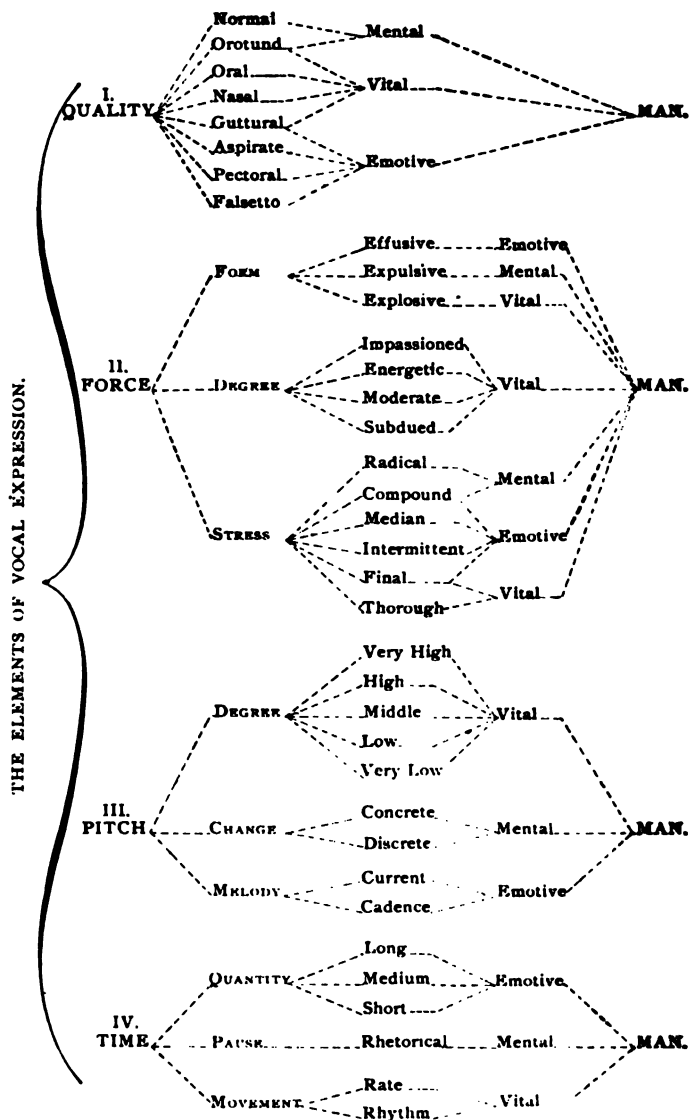 THE ELEMENTS OF VOCAL EXPRESSION.
I.
QUALITY
Normal
Orotund
Oral
Nasal
Guttural
Aspirate
Pectoral
Falsetto
Mental
Vital
Emotive
MAN.
II.
FORCE
FORM
Effusive Emotive
Expulsive Mental
Explosive Vital
DEGREE
Impassioned
Energetic
Moderate
Subdued
Vital
MAN.
STRESS
Radical
Compound
Median
Intermittent
Final
Thorough
Mental
Emotive
Vital
III.
PITCH
DEGREE
Very High
High
Middle
Low
Very Low
Vital
CHANGE
Concrete
Discrete
Mental
MAN.
MELODY
Current
Cadence
Emotive
IV.
TIME
QUANTITY
Long
Medium
Short
Emotive
PAUSE Rhetorical Mental MAN.
MOVEMENT
Rate
Rhythm
Vital